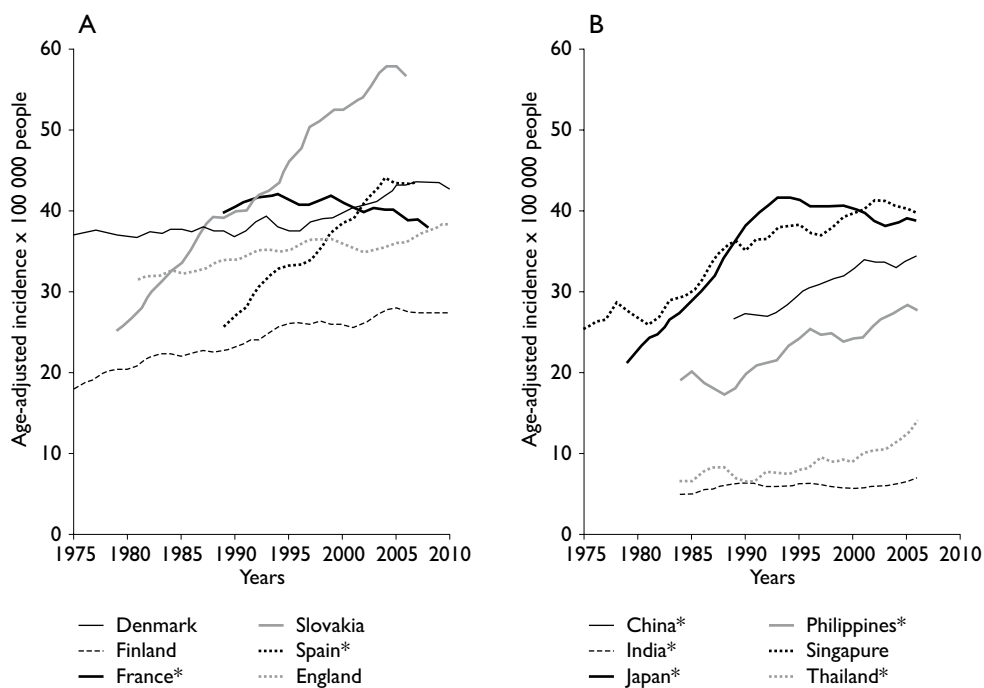 A
Age-adjusted incidence x 100 000 people
60
50
40
30
20
10
0
1975 1980 1985 1990 1995 2000 2005 2010
Years
Denmark
Finland
France*
Slovakia
Spain*
England
B
Age-adjusted incidence x 100 000 people
60
50
40
30
20
10
0
1975 1980 1985 1990 1995 2000 2005 2010
Years
China*
India*
Japan*
Philippines*
Singapure
Thailand*